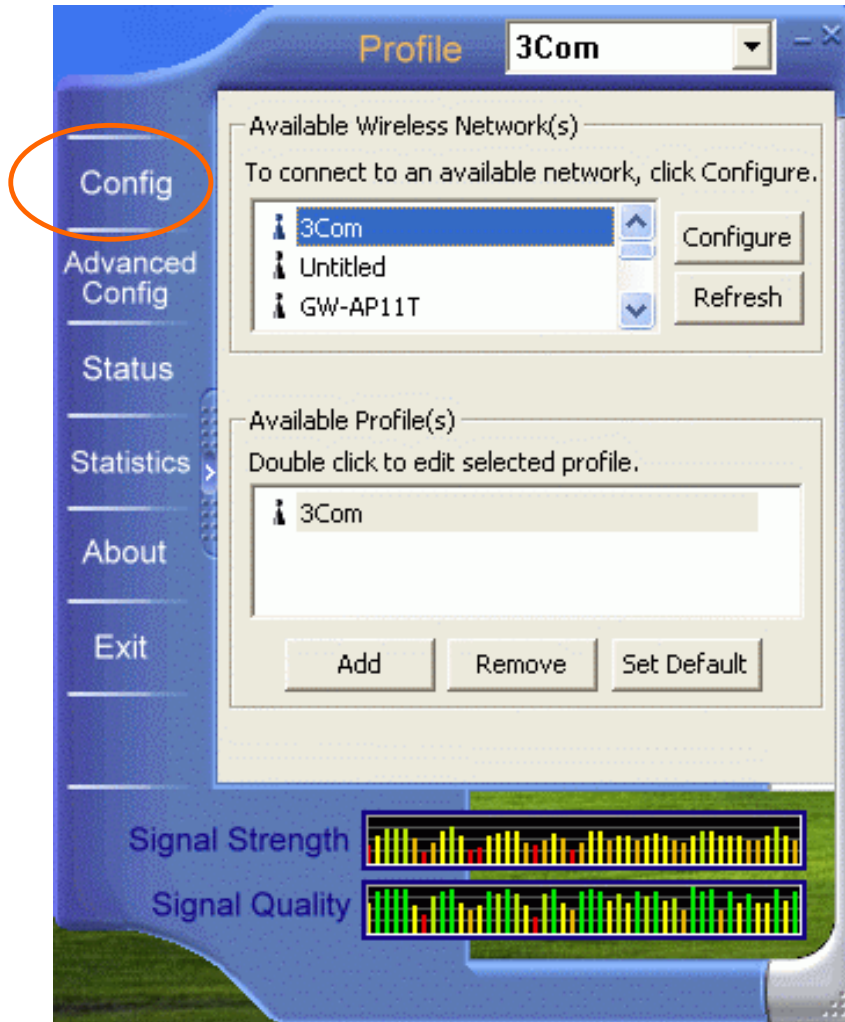 Profile 3Com
Config
Advanced
Config
Status
Statistics
About
Exit
Available Wireless Network(s)
To connect to an available network, click Configure.
3Com
Untitled
GW-AP11T
Configure
Refresh
Available Profile(s)
Double click to edit selected profile.
3Com
Add Remove Set Default
Signal Strength
Signal Quality